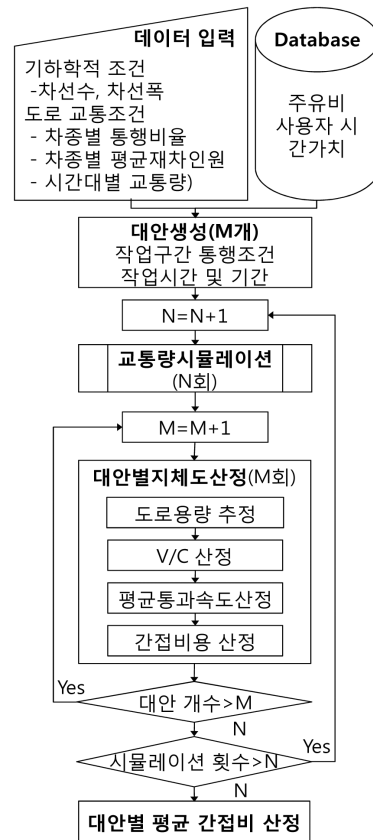 데이터 입력
기하학적 조건
-차선수, 차선폭
도로 교통조건
- 차종별 통행비율
- 차종별 평균재차인원
- 시간대별 교통량)
Database
주유비
사용자 시
간가치
대안생성(M개)
작업구간 통행조건
작업시간 및 기간
N=N+1
교통량시뮬레이션
(N회)
M=M+1
대안별지체도산정(M회)
도로용량 추정
V/C 산정
평균통과속도산정
간접비용 산정
Yes
대안 개수>M
N
Yes
시뮬레이션 횟수>N
N
대안별 평균 간접비 산정